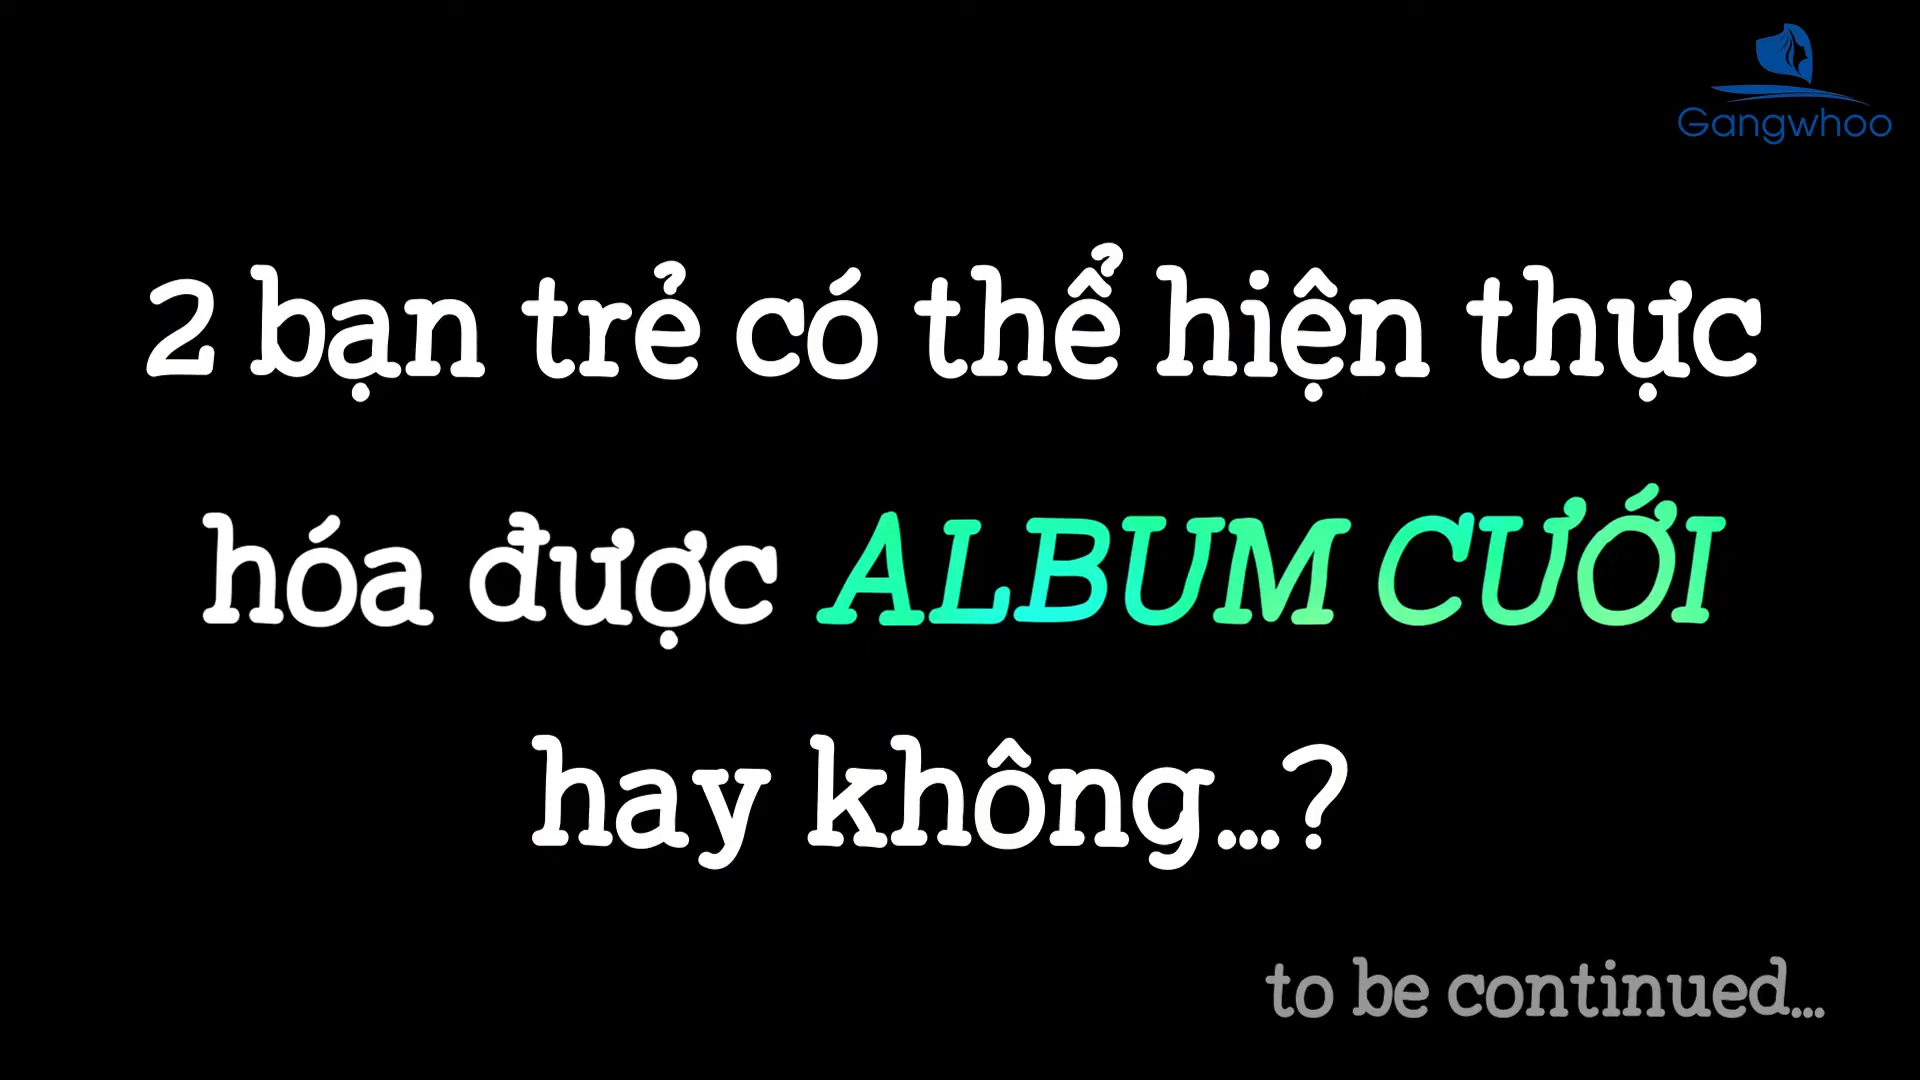 Gangwhoo
2 bạn trẻ có thể hiện thực
hóa được ALBUM CƯỚI
hay không...?
to be continued...